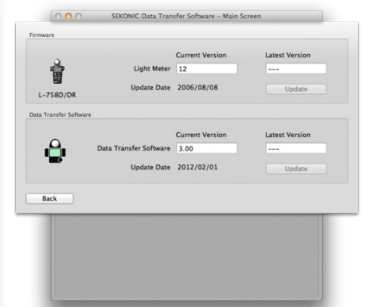 SEKONIC Data Transfer Software – Main Screen
Firmware
Current Version Latest Version
Light Meter 12 ---
L-758D/DR Update Date 2006/08/08 Update
Data Transfer Software
Current Version Latest Version
Data Transfer Software 3.00 ---
Update Date 2012/02/01 Update
Back